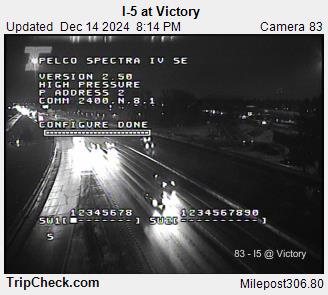 I-5 at Victory
Updated Dec 14 2024 8:14 PM Camera 83
PELCO SPECTRA IV SE
VERSION 2.50
HIGH PRESSURE
P ADDRESS 2
COMM 2400.N.8.1
CONFIGURE DONE
12345678 1234567890
SW1[ SW2[
S
83 - I5 @ Victory
TripCheck.com Milepost306.80